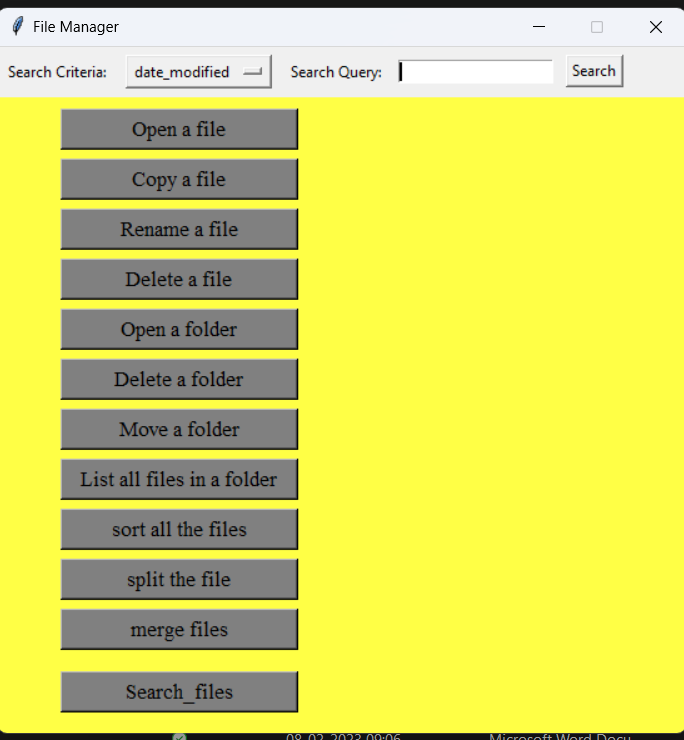 File Manager
Search Criteria: date_modified Search Query: Search
Open a file
Copy a file
Rename a file
Delete a file
Open a folder
Delete a folder
Move a folder
List all files in a folder
sort all the files
split the file
merge files
Search_files
08-02-2023 09:06 Microsoft Word Docu